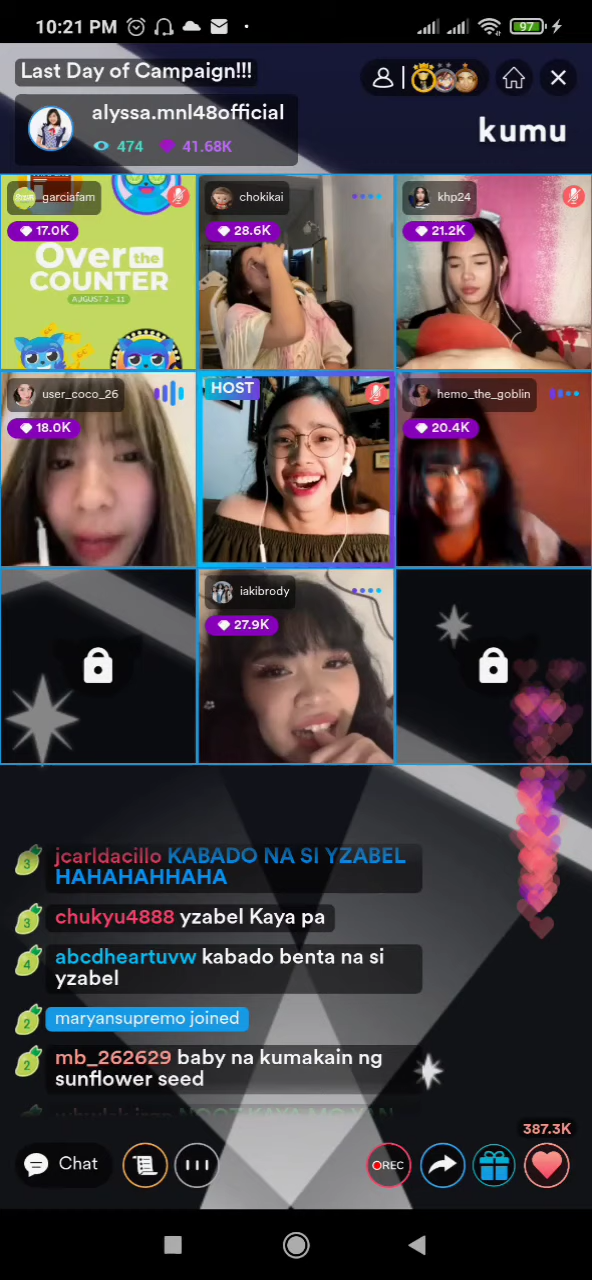 10:21 PM
97
Last Day of Campaign!!!
alyssa.mnl48official
474
41.68K
kumu
garciafam
17.0K
Over the
COUNTER
AUGUST 2 - 11
chokikai
28.6K
khp24
21.2K
user_coco_26
18.0K
HOST
hemo_the_goblin
20.4K
iakibrody
27.9K
3
jcarldacillo KABADO NA SI YZABEL
HAHAHAHHAHA
3
chukyu4888 yzabel Kaya pa
4
abcdheartuvw kabado benta na si
yzabel
2
maryansupremo joined
2
mb_262629 baby na kumakain ng
sunflower seed
387.3K
Chat
REC